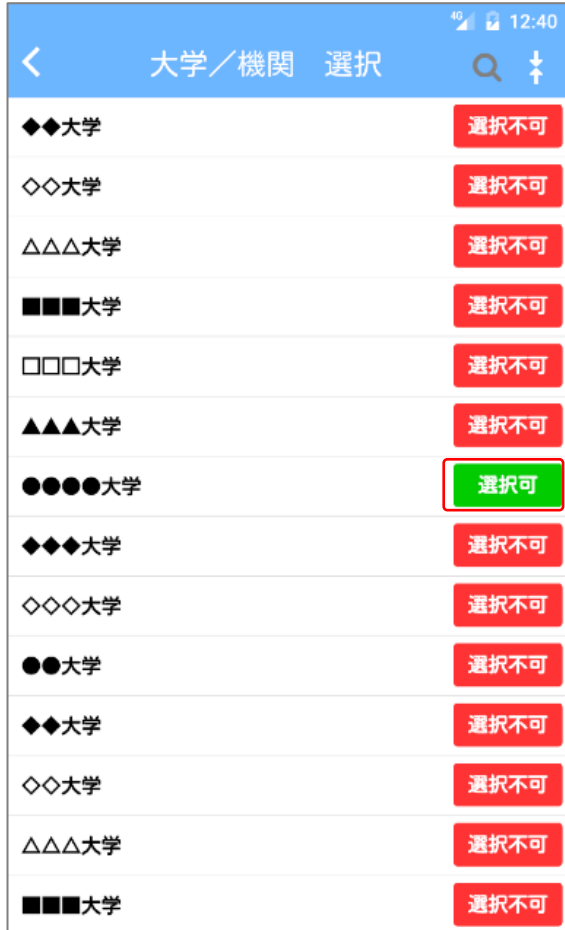 4G 12:40
大学／機関　選択
◆◆大学 選択不可
◇◇大学 選択不可
△△△大学 選択不可
■■■大学 選択不可
□□□大学 選択不可
▲▲▲大学 選択不可
●●●●大学 選択可
◆◆◆大学 選択不可
◇◇◇大学 選択不可
●●大学 選択不可
◆◆大学 選択不可
◇◇大学 選択不可
△△△大学 選択不可
■■■大学 選択不可